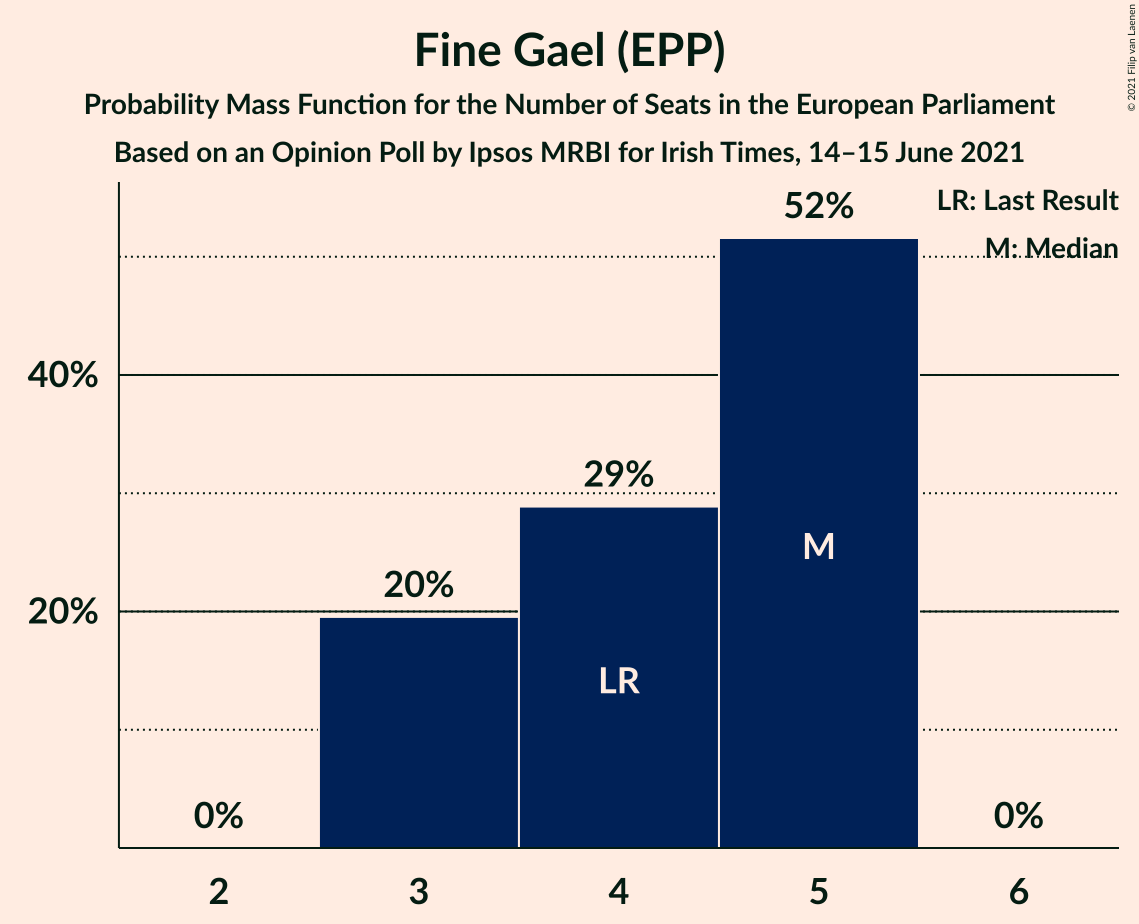 Fine Gael (EPP)
Probability Mass Function for the Number of Seats in the European Parliament
Based on an Opinion Poll by Ipsos MRBI for Irish Times, 14–15 June 2021
© 2021 Filip van Laenen
LR: Last Result
M: Median
52%
40%
29%
M
20%
20%
LR
0%
0%
2
3
4
5
6